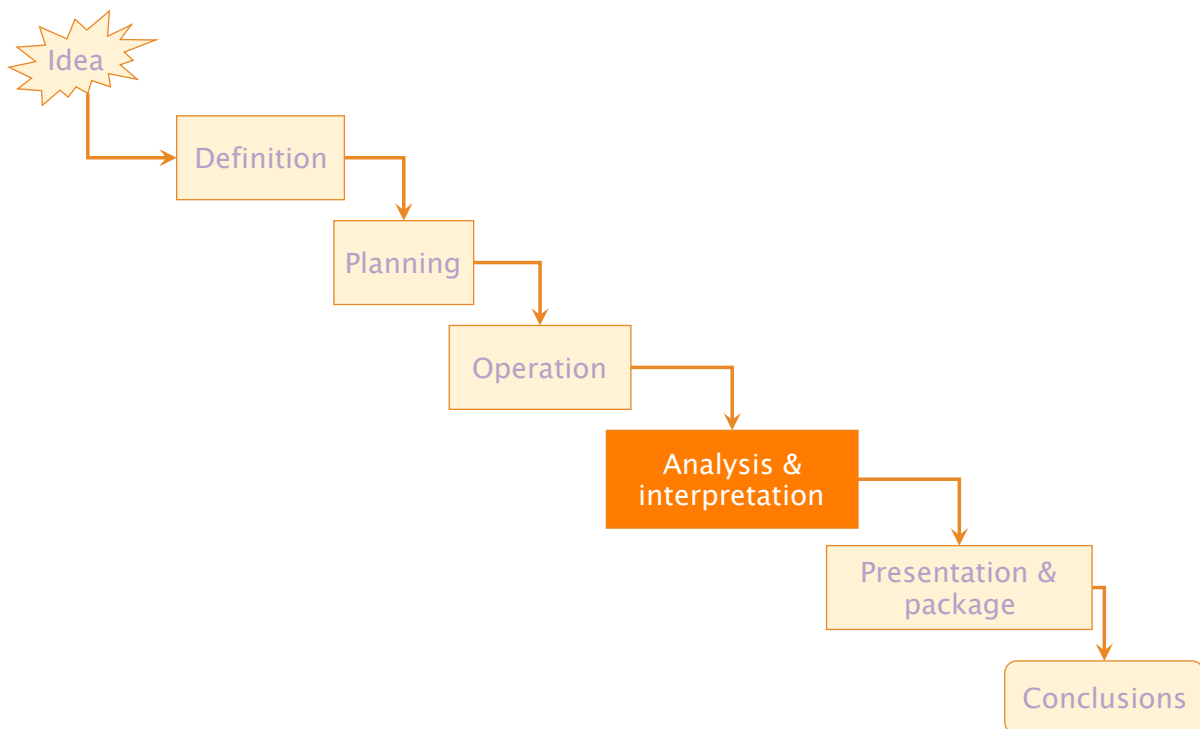 Idea
Definition
Planning
Operation
Analysis &
interpretation
Presentation &
package
Conclusions